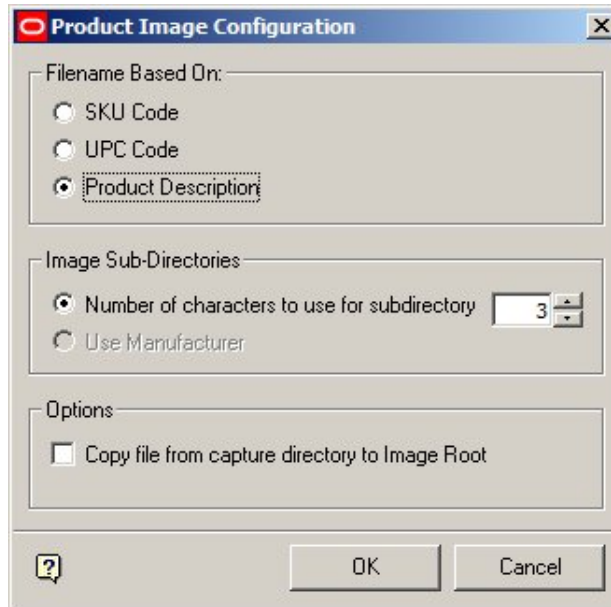 Product Image Configuration
Filename Based On:
SKU Code
UPC Code
Product Description
Image Sub-Directories
Number of characters to use for subdirectory 3
Use Manufacturer
Options
Copy file from capture directory to Image Root
? OK Cancel